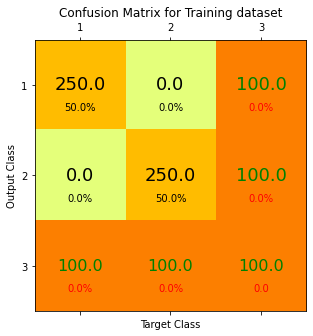 Confusion Matrix for Training dataset
1 2 3
1 250.0 0.0 100.0
50.0% 0.0% 0.0%
Output Class
2 0.0 250.0 100.0
0.0% 50.0% 0.0%
3 100.0 100.0 100.0
0.0% 0.0% 0.0
Target Class